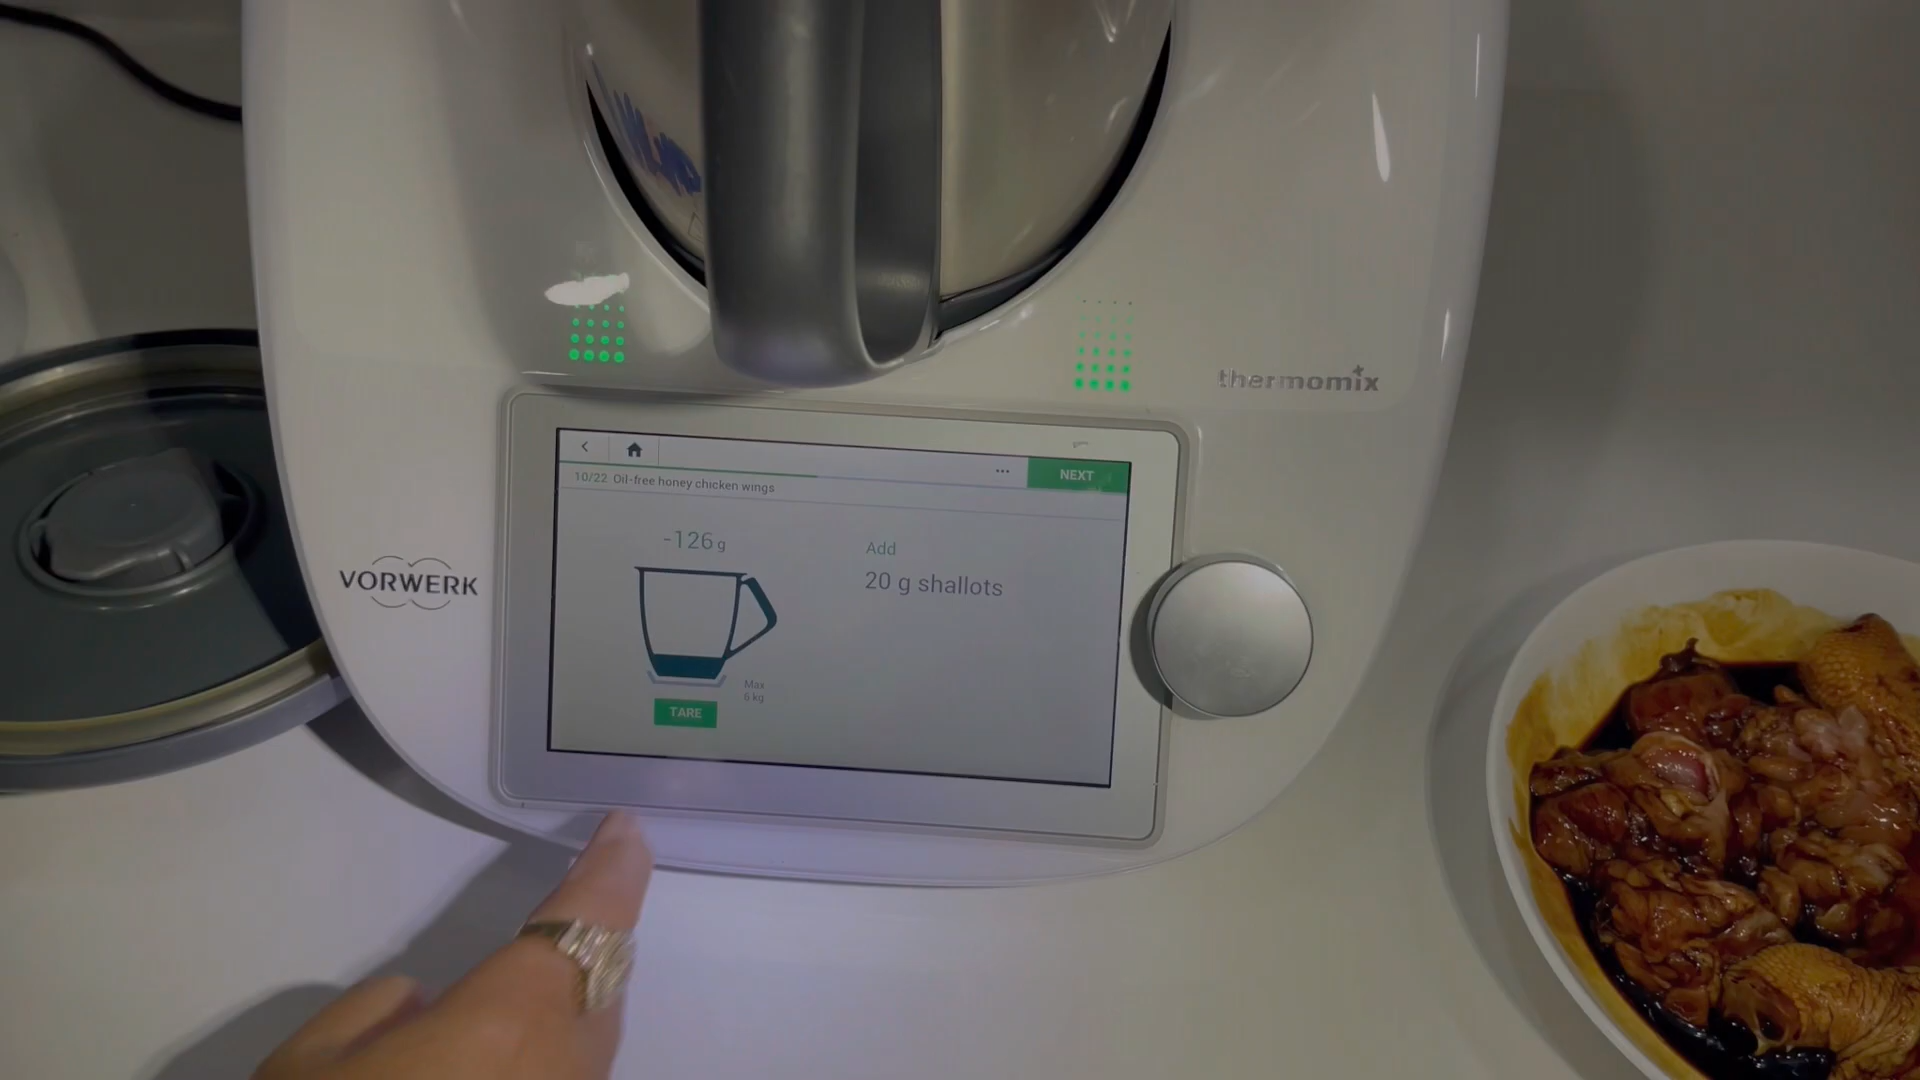 thermomix
NEXT
10/22 Oil-free honey chicken wings
-126 g
Add
20 g shallots
VORWERK
Max
6 kg
TARE